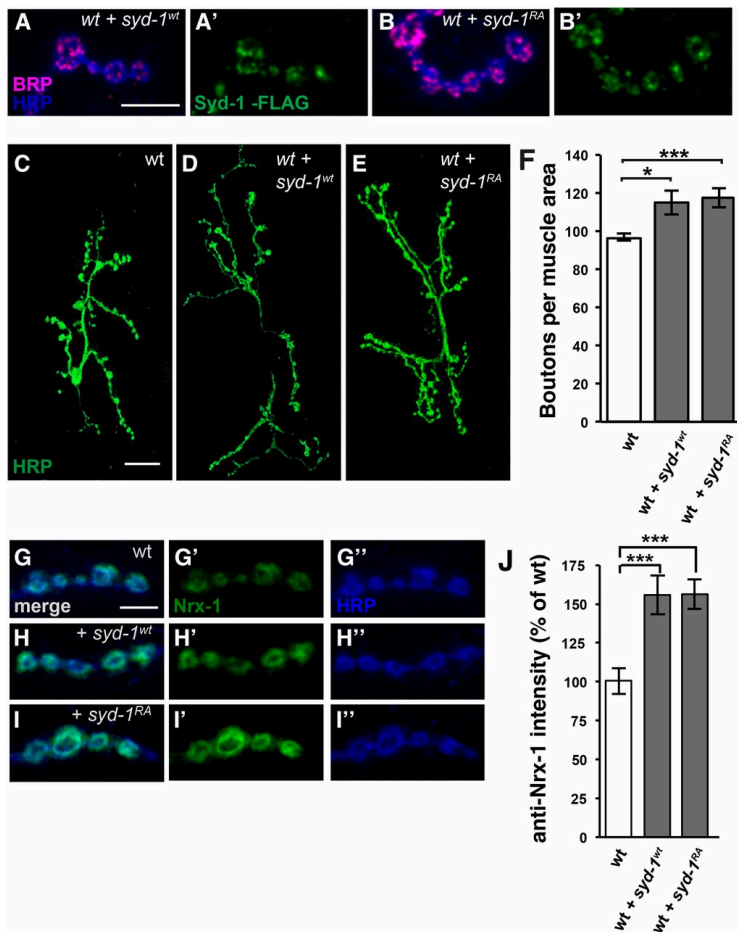 A
wt + syd-1wt
BRP
HRP
A'
Syd-1 -FLAG
B
wt + syd-1RA
B'
C
wt
HRP
D
wt +
syd-1wt
E
wt +
syd-1RA
F
Boutons per muscle area
140
120
100
80
60
40
20
0
*
***
wt
wt + syd-1wt
wt + syd-1RA
G
wt
merge
G'
Nrx-1
G''
HRP
H
+ syd-1wt
H'
H''
I
+ syd-1RA
I'
I''
J
anti-Nrx-1 intensity (% of wt)
175
150
125
100
75
50
25
0
***
***
wt
wt + syd-1wt
wt + syd-1RA